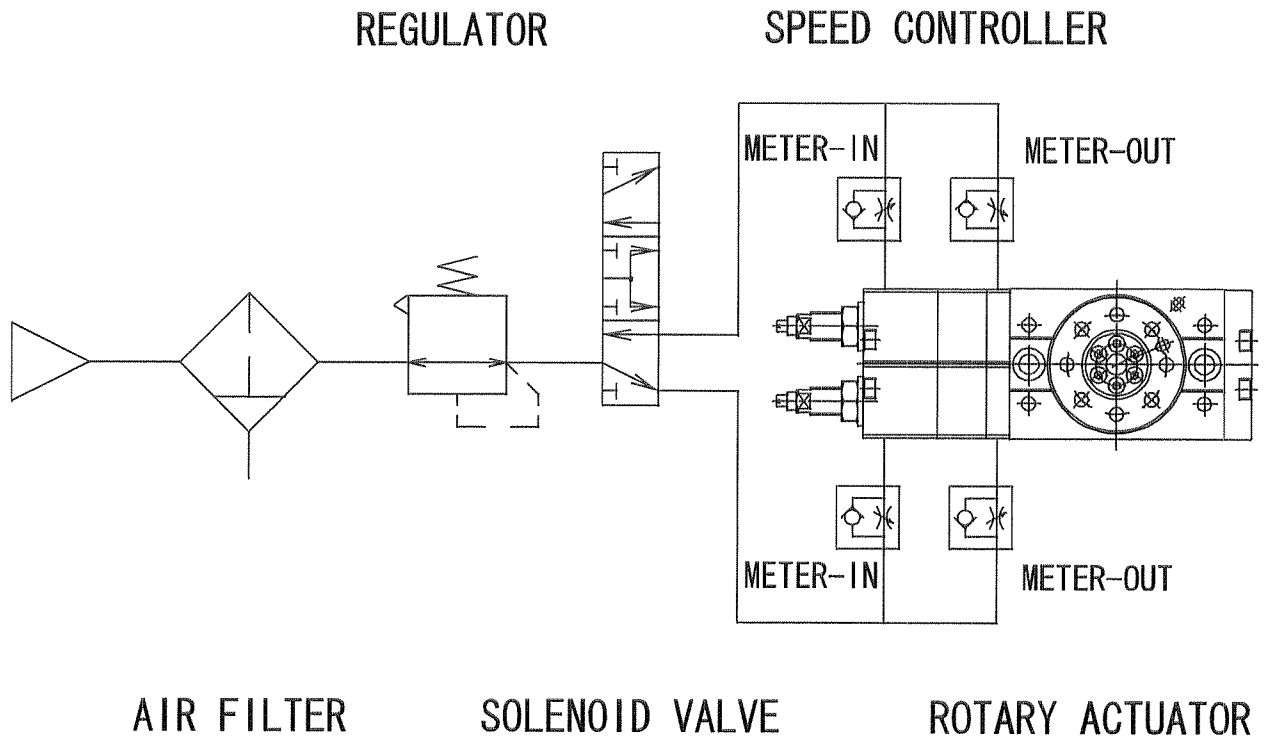 REGULATOR
SPEED CONTROLLER
METER-IN
METER-OUT
METER-IN
METER-OUT
AIR FILTER
SOLENOID VALVE
ROTARY ACTUATOR